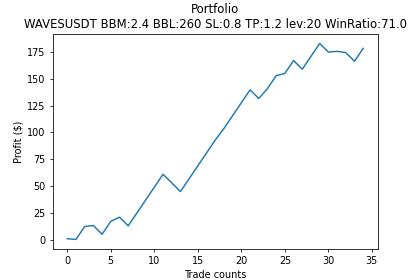 Portfolio
WAVESUSDT BBM:2.4 BBL:260 SL:0.8 TP:1.2 lev:20 WinRatio:71.0
Profit ($)
175
150
125
100
75
50
25
0
0 5 10 15 20 25 30 35
Trade counts